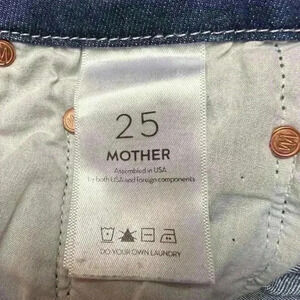 25
MOTHER
Assembled in USA
by both USA and foreign components
DO YOUR OWN LAUNDRY